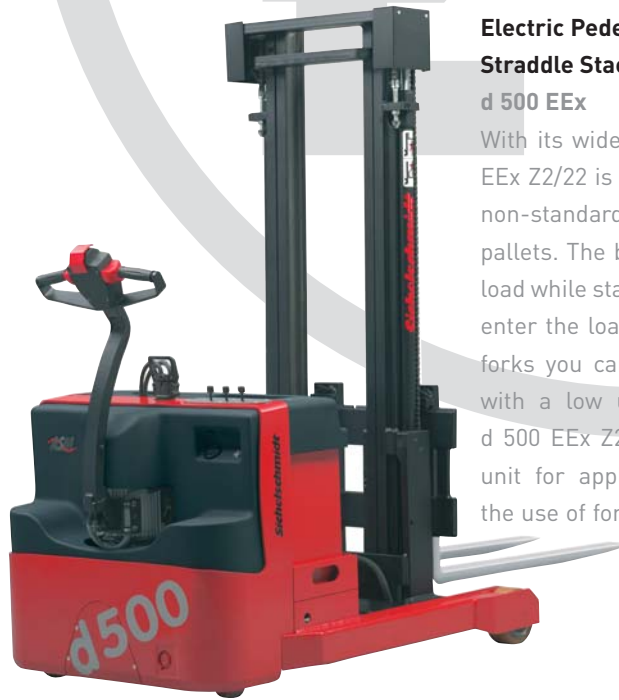 Electric Pede
Straddle Stac
d 500 EEx
With its wide
EEx Z2/22 is
non-standard
pallets. The b
load while sta
enter the loa
forks you ca
with a low
d 500 EEx Z2
unit for app
the use of for
Sichelschmidt
Sichelschmidt
d500